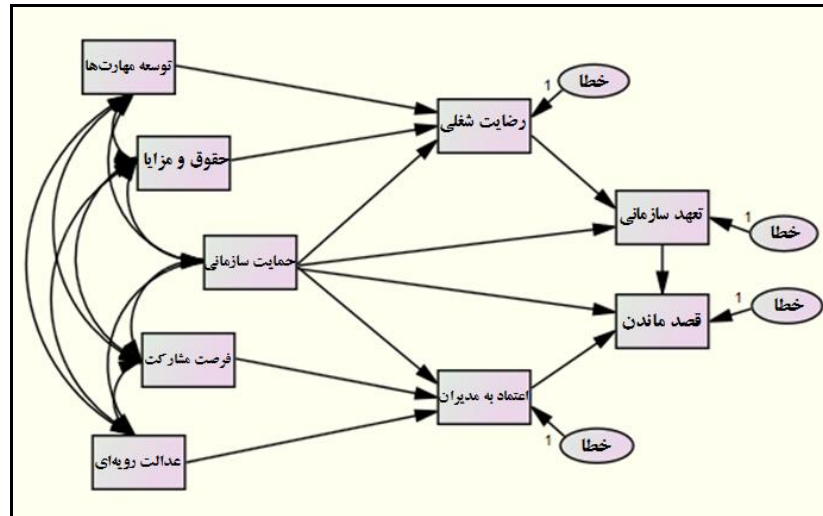 توسعه مهارت‌ها
خطا
1
رضایت شغلی
حقوق و مزایا
تعهد سازمانی
1
خطا
حمایت سازمانی
1
خطا
قصد ماندن
فرصت مشارکت
اعتماد به مدیران
1
خطا
عدالت رویه‌ای